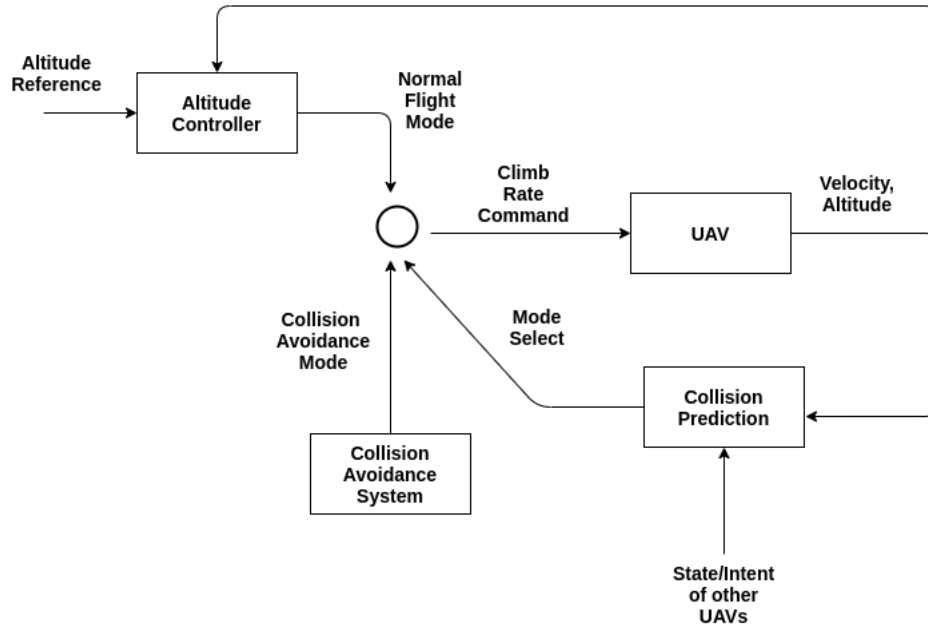 Altitude
Reference
Altitude
Controller
Normal
Flight
Mode
Climb
Rate
Command
UAV
Velocity,
Altitude
Collision
Avoidance
Mode
Mode
Select
Collision
Prediction
Collision
Avoidance
System
State/Intent
of other
UAVs